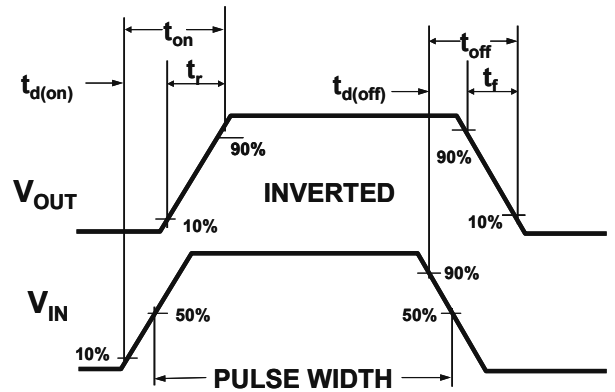 t_on t_off
t_d(on) t_r t_d(off) t_f
90% 90%
V_OUT INVERTED
10% 10%
90%
V_IN 50% 50%
10%
PULSE WIDTH